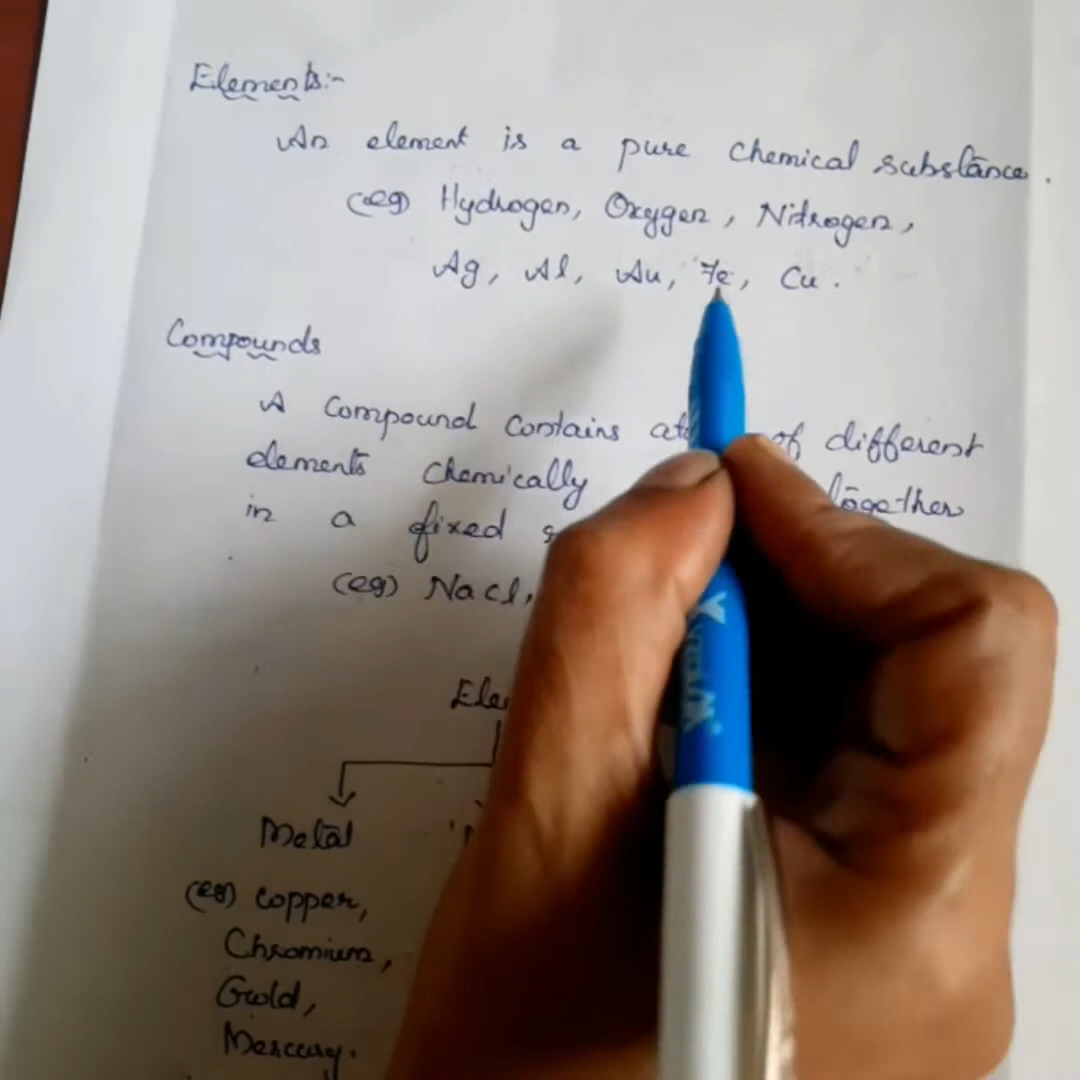 Elements:-
An element is a pure chemical substance.
(eg) Hydrogen, Oxygen, Nitrogen,
Ag, Al, Au, Fe, Cu.
Compounds
A compound contains of different
elements chemically together
in a fixed
(eg) NaCl,
Metal
(eg) copper,
Chromium,
Gold,
Mercury.